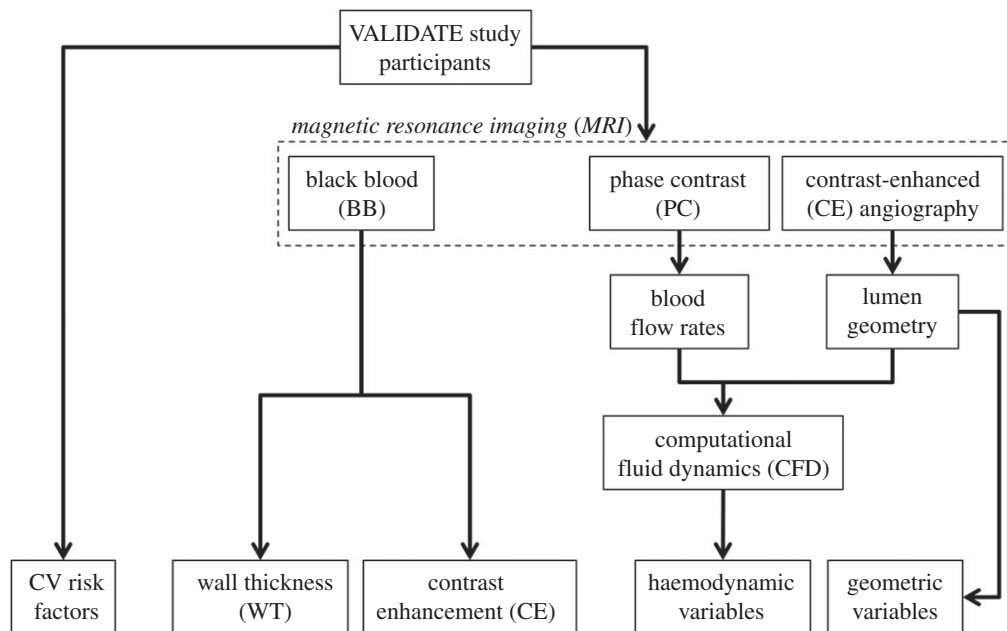 VALIDATE study
participants
magnetic resonance imaging (MRI)
black blood
(BB)
phase contrast
(PC)
contrast-enhanced
(CE) angiography
blood
flow rates
lumen
geometry
computational
fluid dynamics (CFD)
CV risk
factors
wall thickness
(WT)
contrast
enhancement (CE)
haemodynamic
variables
geometric
variables